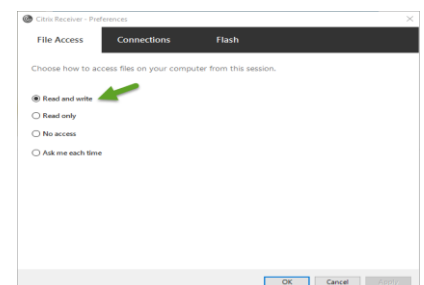 Citrix Receiver - Preferences
File Access Connections Flash
Choose how to access files on your computer from this session.
Read and write
Read only
No access
Ask me each time
OK Cancel Apply